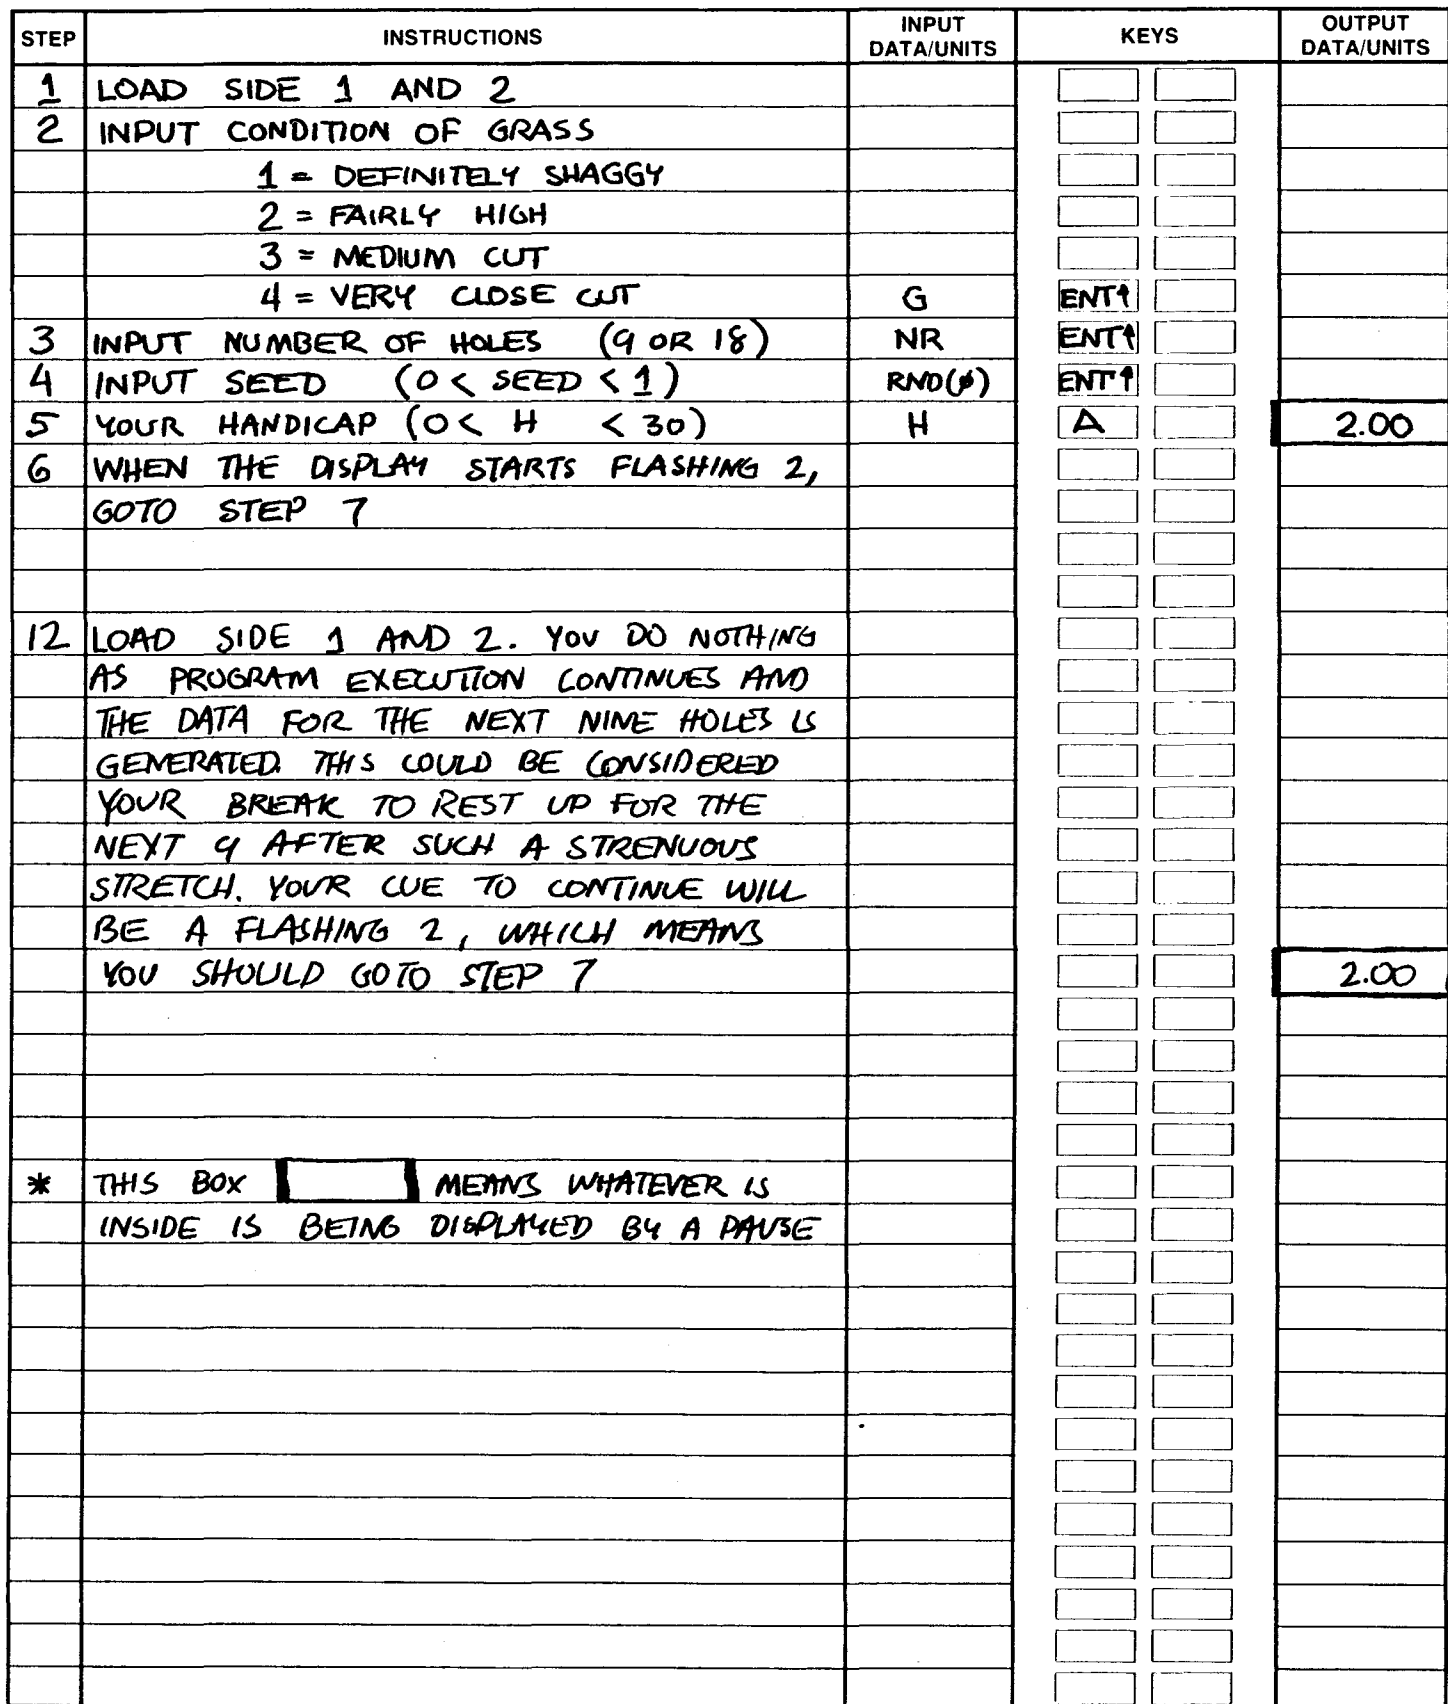 STEP INSTRUCTIONS INPUT DATA/UNITS KEYS OUTPUT DATA/UNITS
1 LOAD SIDE 1 AND 2
2 INPUT CONDITION OF GRASS
1 = DEFINITELY SHAGGY
2 = FAIRLY HIGH
3 = MEDIUM CUT
4 = VERY CLOSE CUT G ENT↑
3 INPUT NUMBER OF HOLES (9 OR 18) NR ENT↑
4 INPUT SEED (0 < SEED < 1) RND(ø) ENT↑
5 YOUR HANDICAP (0 < H < 30) H A 2.00
6 WHEN THE DISPLAY STARTS FLASHING 2,
GOTO STEP 7
12 LOAD SIDE 1 AND 2. YOU DO NOTHING
AS PROGRAM EXECUTION CONTINUES AND
THE DATA FOR THE NEXT NINE HOLES IS
GENERATED. THIS COULD BE CONSIDERED
YOUR BREAK TO REST UP FOR THE
NEXT 9 AFTER SUCH A STRENUOUS
STRETCH. YOUR CUE TO CONTINUE WILL
BE A FLASHING 2, WHICH MEANS
YOU SHOULD GOTO STEP 7 2.00
* THIS BOX MEANS WHATEVER IS
INSIDE IS BEING DISPLAYED BY A PAUSE